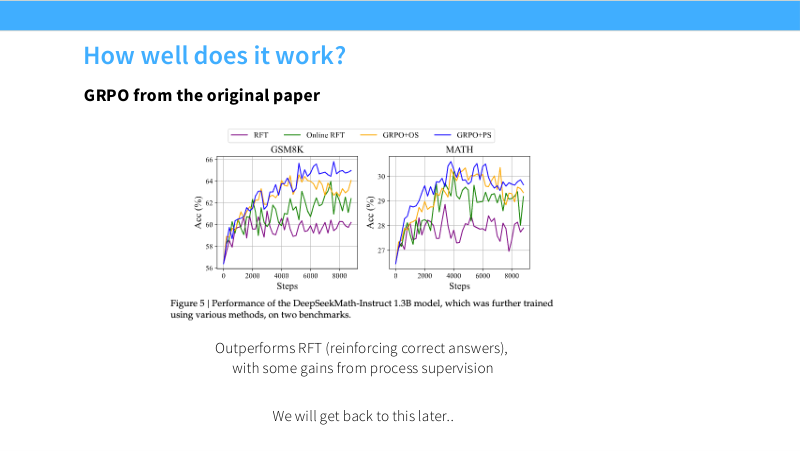 How well does it work?
GRPO from the original paper
RFT Online RFT GRPO+OS GRPO+PS
GSM8K
MATH
Acc (%)
66
64
62
60
58
56
0 2000 4000 6000 8000
Steps
Acc (%)
30
29
28
27
0 2000 4000 6000 8000
Steps
Figure 5 | Performance of the DeepSeekMath-Instruct 1.3B model, which was further trained
using various methods, on two benchmarks.
Outperforms RFT (reinforcing correct answers),
with some gains from process supervision
We will get back to this later..